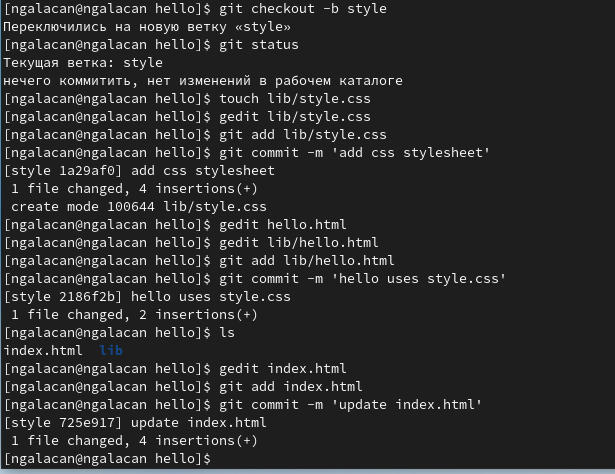 [ngalacan@ngalacan hello]$ git checkout -b style
Переключились на новую ветку «style»
[ngalacan@ngalacan hello]$ git status
Текущая ветка: style
нечего коммитить, нет изменений в рабочем каталоге
[ngalacan@ngalacan hello]$ touch lib/style.css
[ngalacan@ngalacan hello]$ gedit lib/style.css
[ngalacan@ngalacan hello]$ git add lib/style.css
[ngalacan@ngalacan hello]$ git commit -m 'add css stylesheet'
[style 1a29af0] add css stylesheet
 1 file changed, 4 insertions(+)
 create mode 100644 lib/style.css
[ngalacan@ngalacan hello]$ gedit hello.html
[ngalacan@ngalacan hello]$ gedit lib/hello.html
[ngalacan@ngalacan hello]$ git add lib/hello.html
[ngalacan@ngalacan hello]$ git commit -m 'hello uses style.css'
[style 2186f2b] hello uses style.css
 1 file changed, 2 insertions(+)
[ngalacan@ngalacan hello]$ ls
index.html  lib
[ngalacan@ngalacan hello]$ gedit index.html
[ngalacan@ngalacan hello]$ git add index.html
[ngalacan@ngalacan hello]$ git commit -m 'update index.html'
[style 725e917] update index.html
 1 file changed, 4 insertions(+)
[ngalacan@ngalacan hello]$